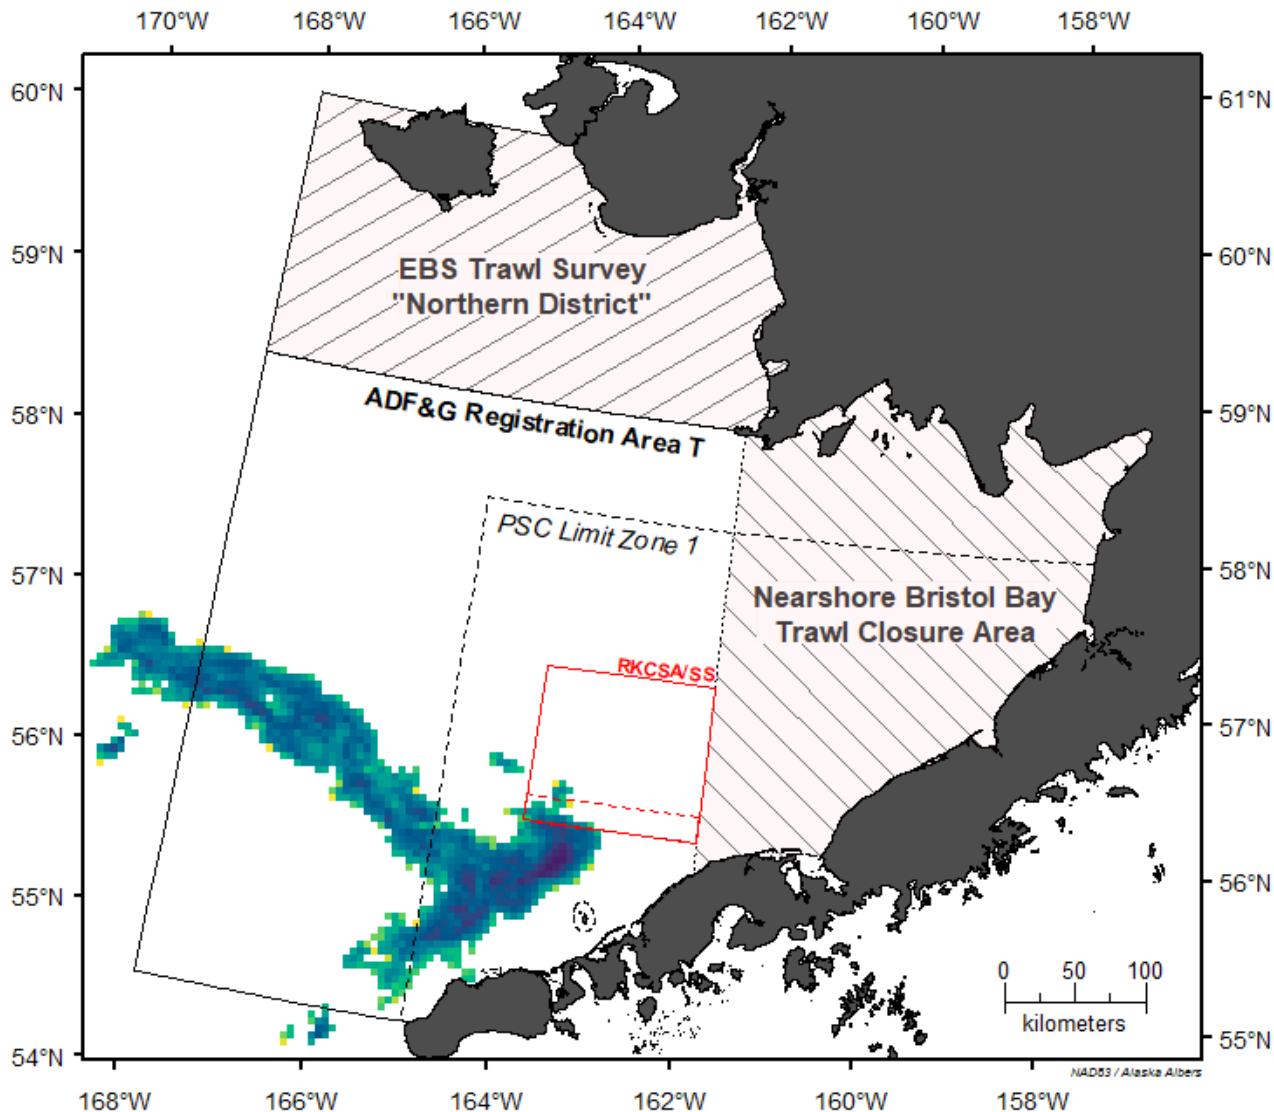 170°W 168°W 166°W 164°W 162°W 160°W 158°W
60°N
61°N
59°N
60°N
EBS Trawl Survey
"Northern District"
58°N
59°N
ADF&G Registration Area T
PSC Limit Zone 1
57°N
58°N
Nearshore Bristol Bay
Trawl Closure Area
RKCSA/SS
56°N
57°N
55°N
56°N
0 50 100
kilometers
54°N
55°N
NAD83 / Alaska Albers
168°W 166°W 164°W 162°W 160°W 158°W